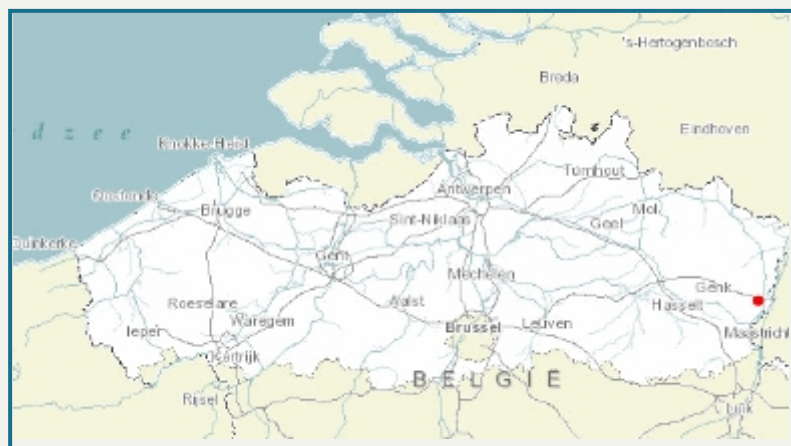 's-Hertogenbosch
Breda
d z e e
Eindhoven
Knokke-Heist
Turnhout
Antwerpen
Oostende
Mol
Brugge
Sint-Niklaas
Geel
Duinkerke
Gent
Mechelen
Genk
Roeselare
Aalst
Hasselt
Waregem
Ieper
Brussel
Leuven
Maastricht
Kortrijk
BELGIË
Rijsel
Luik